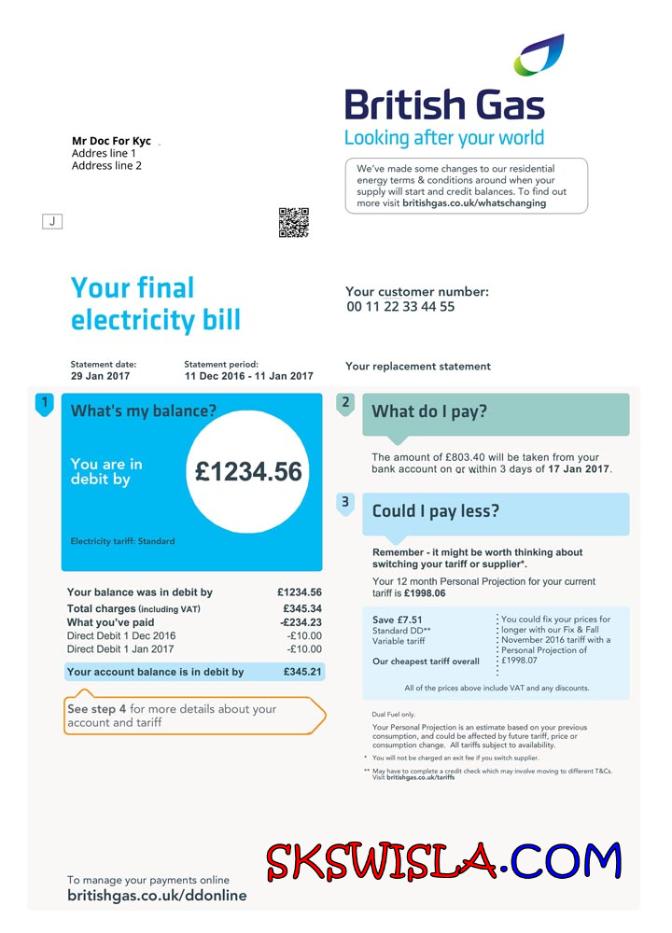 British Gas
Looking after your world
Mr Doc For Kyc
Addres line 1
Address line 2
We've made some changes to our residential
energy terms & conditions around when your
supply will start and credit balances. To find out
more visit britishgas.co.uk/whatschanging
J
Your final
electricity bill
Your customer number:
00 11 22 33 44 55
Statement date:
29 Jan 2017
Statement period:
11 Dec 2016 - 11 Jan 2017
Your replacement statement
1
What's my balance?
You are in
debit by
£1234.56
Electricity tariff: Standard
Your balance was in debit by £1234.56
Total charges (including VAT) £345.34
What you've paid -£234.23
Direct Debit 1 Dec 2016 -£10.00
Direct Debit 1 Jan 2017 -£10.00
Your account balance is in debit by £345.21
See step 4 for more details about your
account and tariff
2
What do I pay?
The amount of £803.40 will be taken from your
bank account on or within 3 days of 17 Jan 2017.
3
Could I pay less?
Remember - it might be worth thinking about
switching your tariff or supplier*.
Your 12 month Personal Projection for your current
tariff is £1998.06
Save £7.51
Standard DD**
Variable tariff
Our cheapest tariff overall
You could fix your prices for
longer with our Fix & Fall
November 2016 tariff with a
Personal Projection of
£1998.07
All of the prices above include VAT and any discounts.
Dual Fuel only.
Your Personal Projection is an estimate based on your previous
consumption, and could be affected by future tariff, price or
consumption change. All tariffs subject to availability.
* You will not be charged an exit fee if you switch supplier.
** May have to complete a credit check which may involve moving to different T&Cs.
Visit britishgas.co.uk/tariffs
SKSWISLA.COM
To manage your payments online
britishgas.co.uk/ddonline